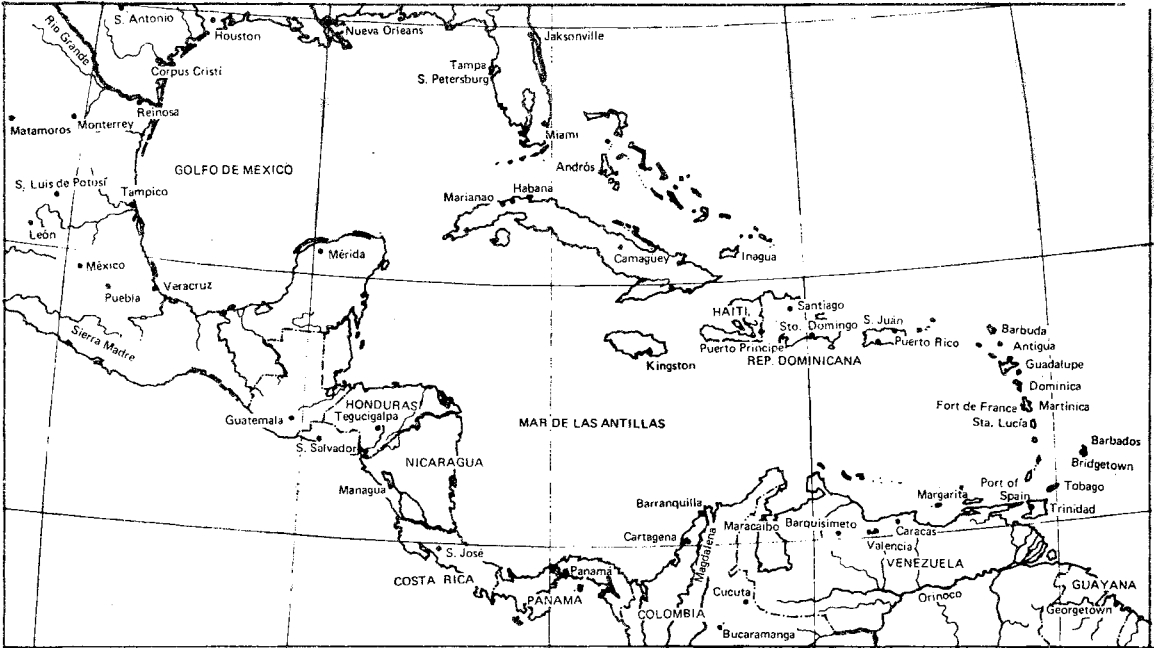 S. Antonio
Houston
Nueva Orleans
Jaksonville
Rio Grande
Corpus Cristi
Tampa
S. Petersburg
Reinosa
Matamoros
Monterrey
Miami
GOLFO DE MEXICO
Andrós
S. Luis de Potusí
Tampico
Marianao
Habana
León
México
Mérida
Camaguey
Inagua
Puebla
Veracruz
Sierra Madre
HAITI
Santiago
Sto. Domingo
S. Juán
Puerto Principe
Puerto Rico
REP. DOMINICANA
Kingston
Barbuda
Antigua
Guadalupe
Dominica
Fort de France
Martinica
Sta. Lucía
HONDURAS
Tegucigalpa
Guatemala
S. Salvador
MAR DE LAS ANTILLAS
Barbados
Bridgetown
NICARAGUA
Managua
Port of
Spain
Tobago
Trinidad
Margarita
Barranquilla
Maracaibo
Barquisimeto
Caracas
Cartagena
Magdalena
Valencia
VENEZUELA
S. José
COSTA RICA
Panamá
PANAMA
COLOMBIA
Cucuta
Bucaramanga
Orinoco
GUAYANA
Georgetown